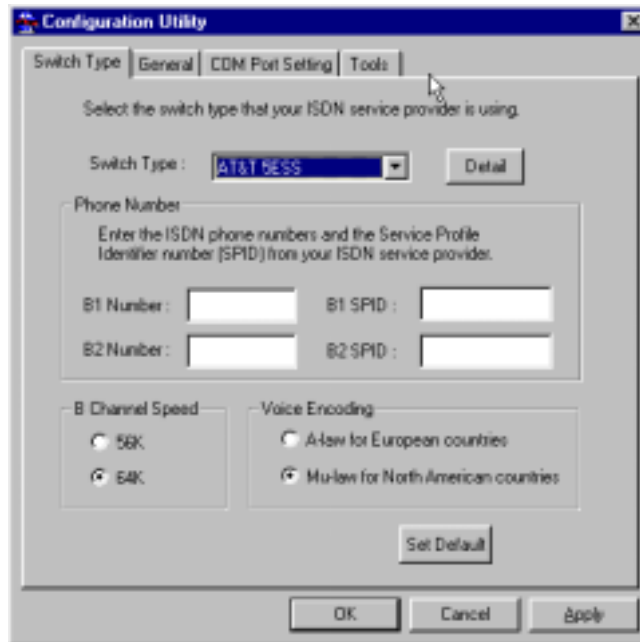 Configuration Utility
Switch Type General COM Port Setting Tools
Select the switch type that your ISDN service provider is using.
Switch Type : AT&T 5ESS Detail
Phone Number
Enter the ISDN phone numbers and the Service Profile
Identifier number (SPID) from your ISDN service provider.
B1 Number : B1 SPID :
B2 Number : B2 SPID :
B Channel Speed Voice Encoding
56K A-law for European countries
64K Mu-law for North American countries
Set Default
OK Cancel Apply